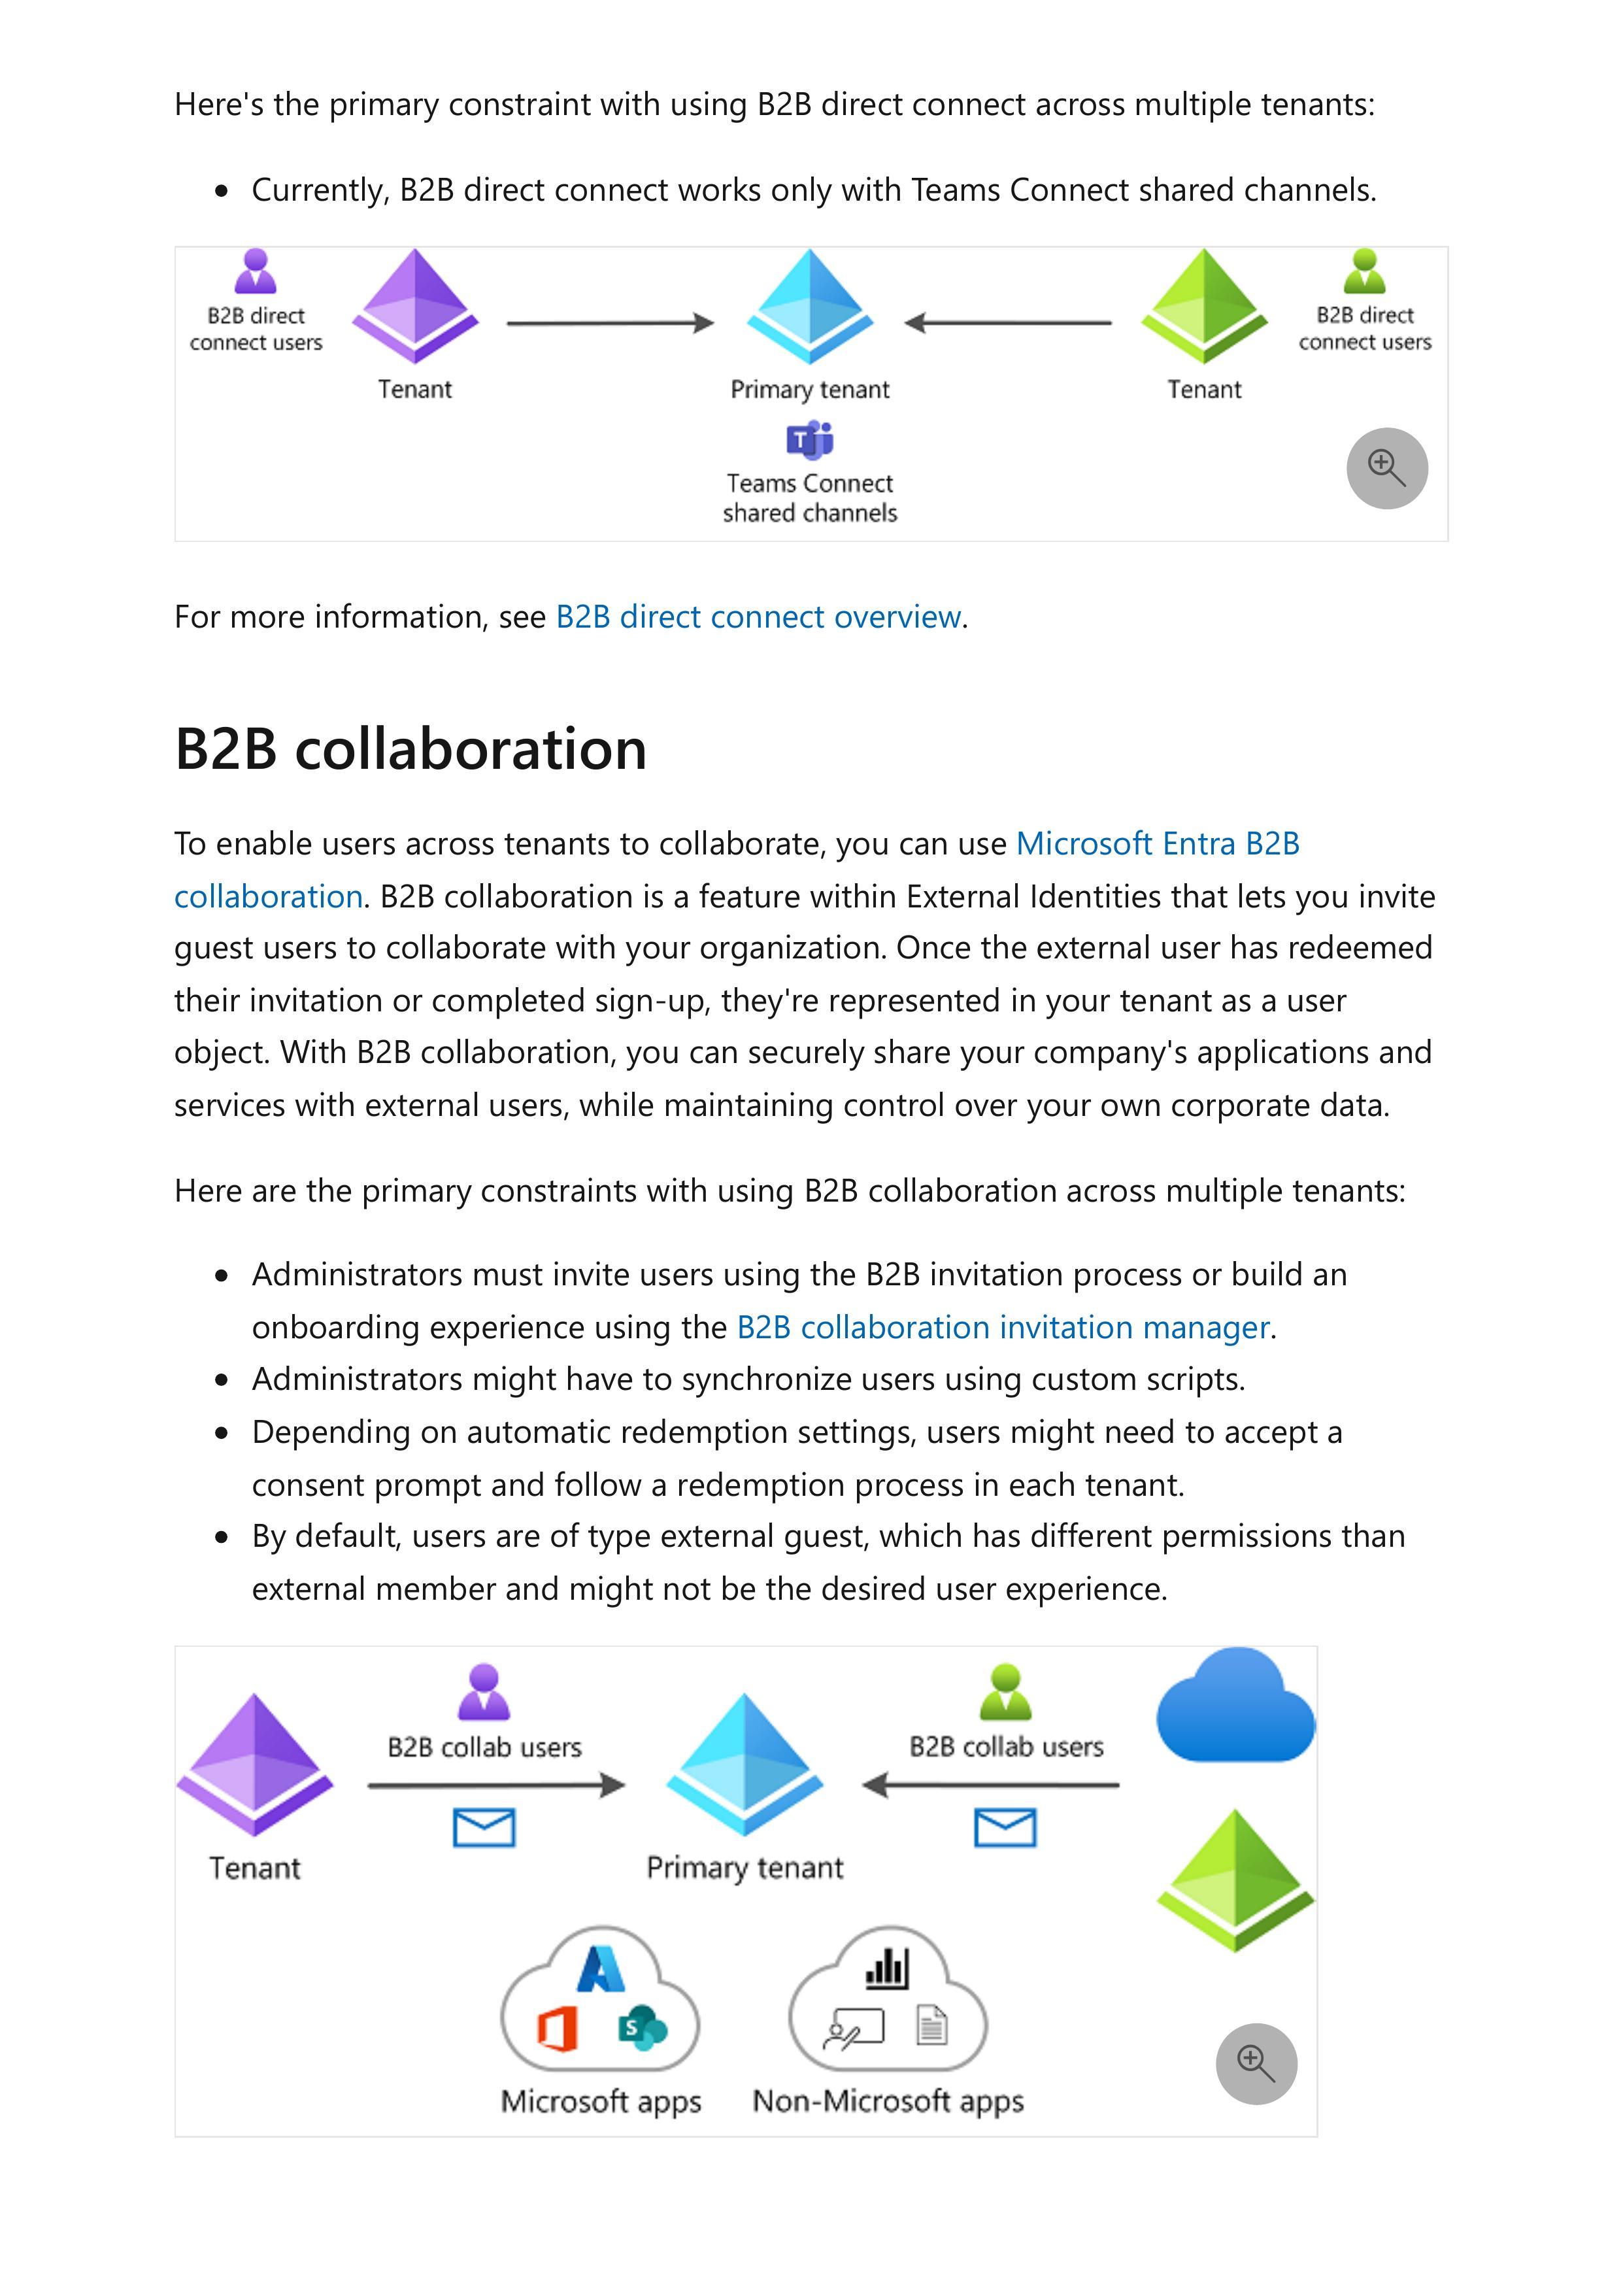 Here's the primary constraint with using B2B direct connect across multiple tenants:
• Currently, B2B direct connect works only with Teams Connect shared channels.
B2B direct
connect users
Tenant
Primary tenant
Tenant
B2B direct
connect users
T
Teams Connect
shared channels
For more information, see B2B direct connect overview.
B2B collaboration
To enable users across tenants to collaborate, you can use Microsoft Entra B2B
collaboration. B2B collaboration is a feature within External Identities that lets you invite
guest users to collaborate with your organization. Once the external user has redeemed
their invitation or completed sign-up, they're represented in your tenant as a user
object. With B2B collaboration, you can securely share your company's applications and
services with external users, while maintaining control over your own corporate data.
Here are the primary constraints with using B2B collaboration across multiple tenants:
• Administrators must invite users using the B2B invitation process or build an
onboarding experience using the B2B collaboration invitation manager.
• Administrators might have to synchronize users using custom scripts.
• Depending on automatic redemption settings, users might need to accept a
consent prompt and follow a redemption process in each tenant.
• By default, users are of type external guest, which has different permissions than
external member and might not be the desired user experience.
B2B collab users
B2B collab users
Tenant
Primary tenant
S
Microsoft apps
Non-Microsoft apps